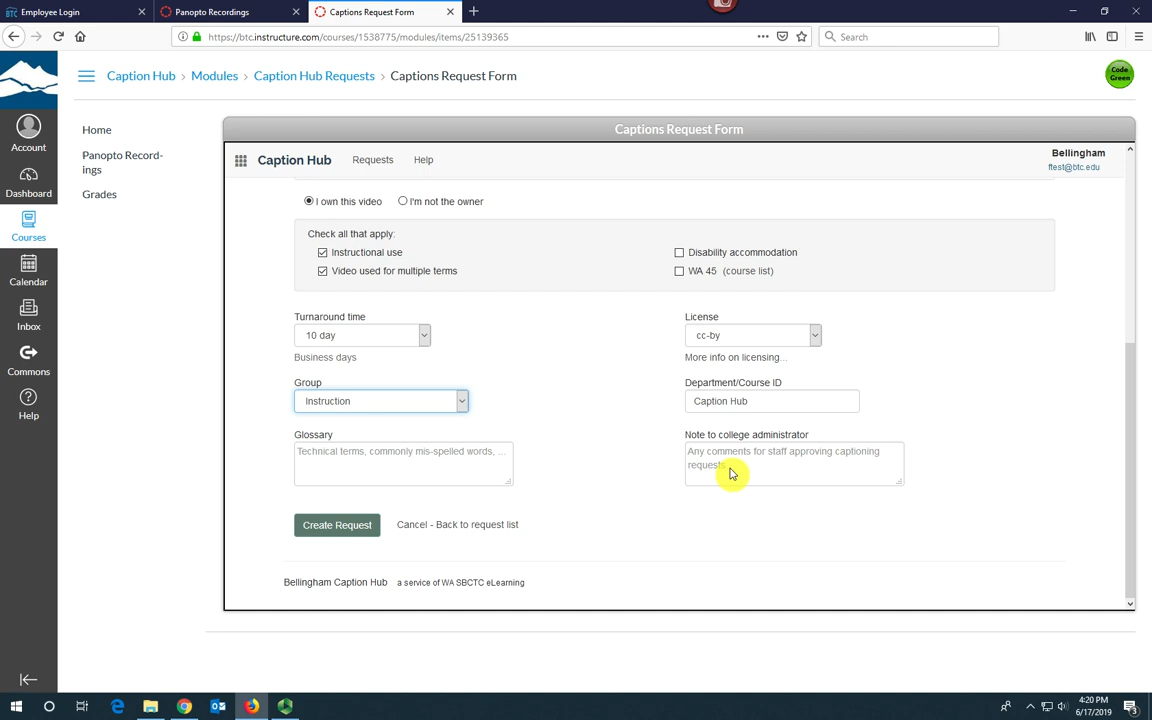 BTC Employee Login
Panopto Recordings
Captions Request Form
https://btc.instructure.com/courses/1538775/modules/items/25139365
Search
Caption Hub > Modules > Caption Hub Requests > Captions Request Form
Code Green
Account
Dashboard
Courses
Calendar
Inbox
Commons
Help
Home
Panopto Record-
ings
Grades
Captions Request Form
Caption Hub Requests Help
Bellingham
ftest@btc.edu
I own this video I'm not the owner
Check all that apply:
Instructional use Disability accommodation
Video used for multiple terms WA 45 (course list)
Turnaround time License
10 day cc-by
Business days More info on licensing...
Group Department/Course ID
Instruction Caption Hub
Glossary Note to college administrator
Technical terms, commonly mis-spelled words, ... Any comments for staff approving captioning
requests
Create Request Cancel - Back to request list
Bellingham Caption Hub a service of WA SBCTC eLearning
4:20 PM
6/17/2019
3